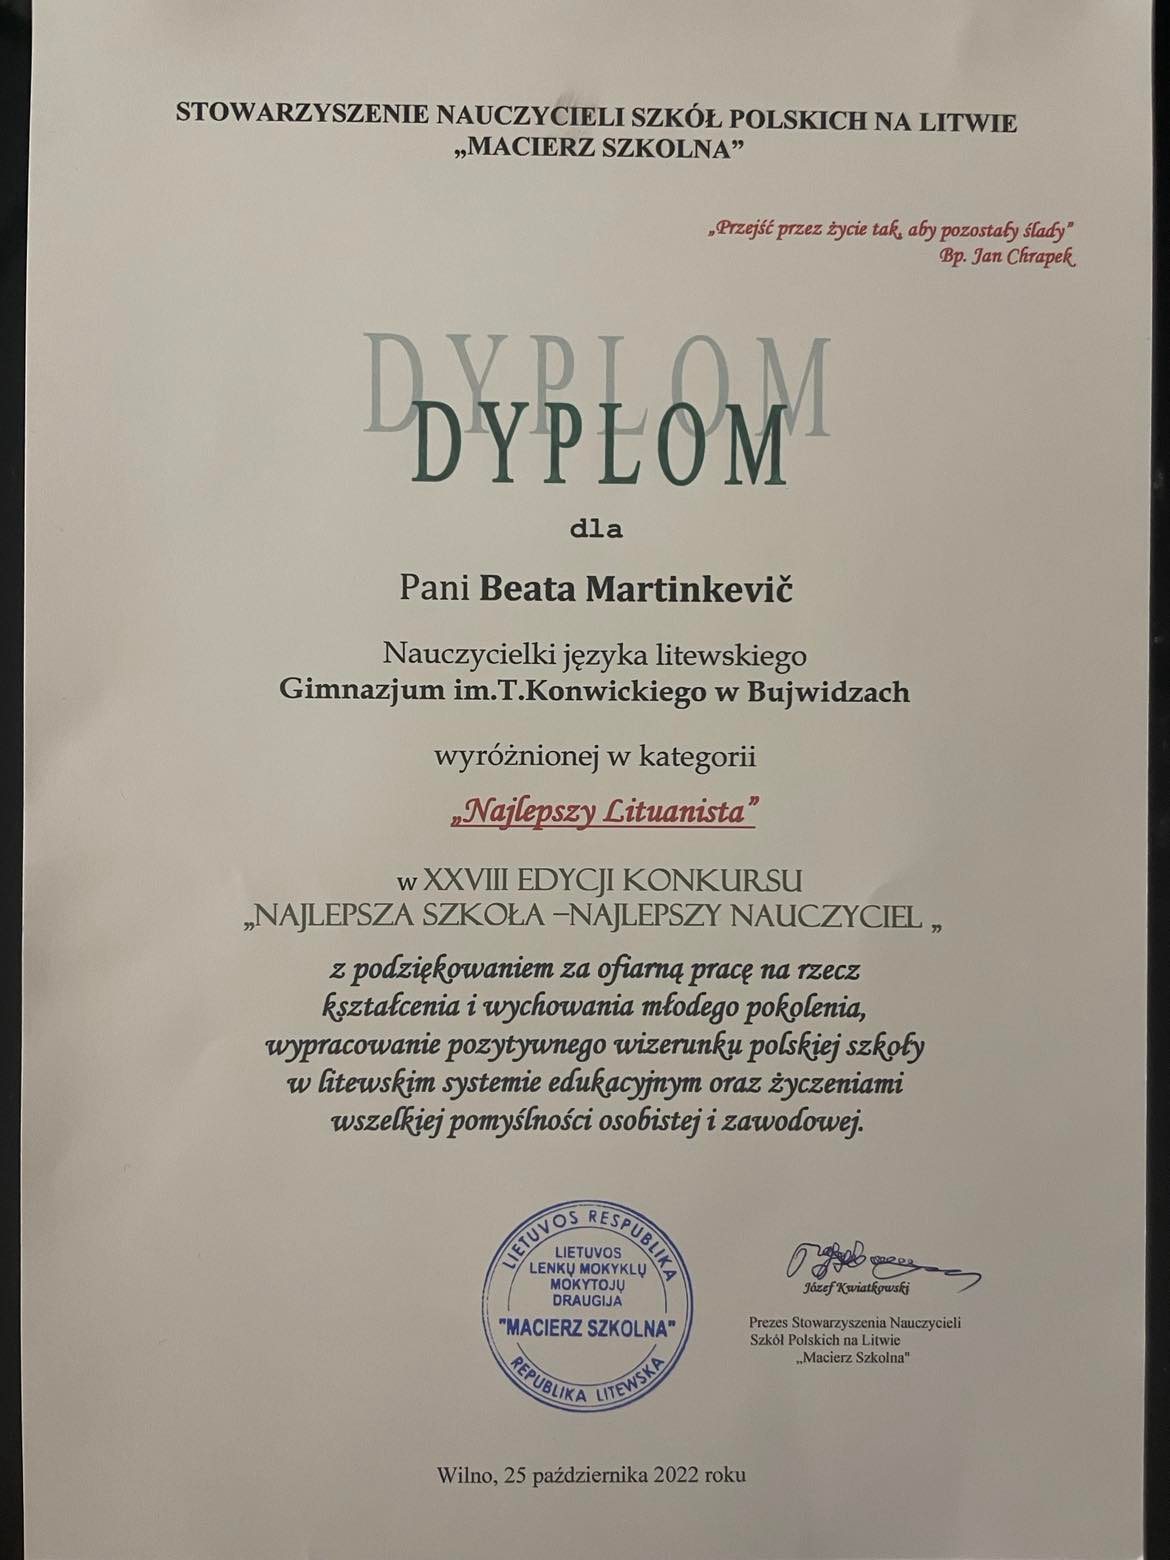 STOWARZYSZENIE NAUCZYCIELI SZKÓŁ POLSKICH NA LITWIE
„MACIERZ SZKOLNA”
„Przejść przez życie tak, aby pozostały ślady”
Bp. Jan Chrapek
DYPLOM
DYPLOM
dla
Pani Beata Martinkevič
Nauczycielki języka litewskiego
Gimnazjum im.T.Konwickiego w Bujwidzach
wyróżnionej w kategorii
„Najlepszy Lituanista”
w XXVIII EDYCJI KONKURSU
„NAJLEPSZA SZKOŁA –NAJLEPSZY NAUCZYCIEL „
z podziękowaniem za ofiarną pracę na rzecz
kształcenia i wychowania młodego pokolenia,
wypracowanie pozytywnego wizerunku polskiej szkoły
w litewskim systemie edukacyjnym oraz życzeniami
wszelkiej pomyślności osobistej i zawodowej.
LIETUVOS RESPUBLIKA
LIETUVOS
LENKŲ MOKYKLŲ
MOKYTOJŲ
DRAUGIJA
"MACIERZ SZKOLNA"
REPUBLIKA LITEWSKA
Józef Kwiatkowski
Prezes Stowarzyszenia Nauczycieli
Szkół Polskich na Litwie
„Macierz Szkolna"
Wilno, 25 października 2022 roku